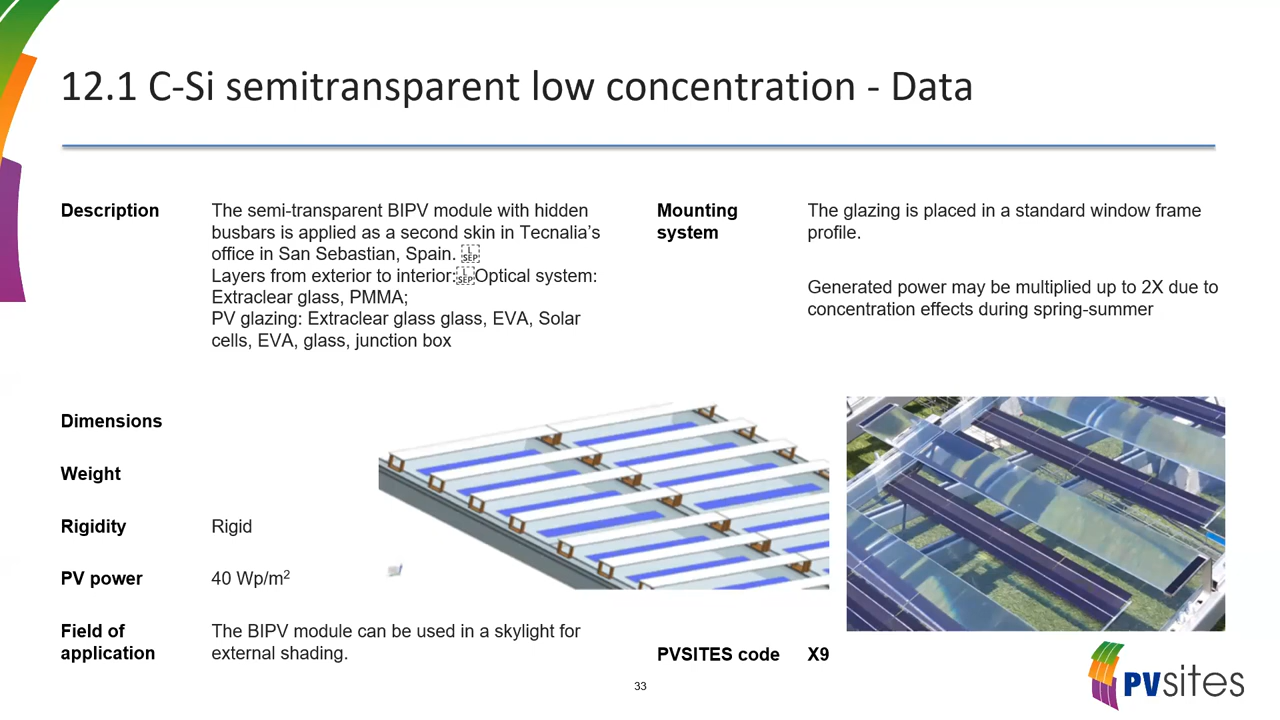 12.1 C-Si semitransparent low concentration - Data
Description
The semi-transparent BIPV module with hidden
busbars is applied as a second skin in Tecnalia’s
office in San Sebastian, Spain. L SEP
Layers from exterior to interior:L SEPOptical system:
Extraclear glass, PMMA;
PV glazing: Extraclear glass glass, EVA, Solar
cells, EVA, glass, junction box
Mounting
system
The glazing is placed in a standard window frame
profile.
Generated power may be multiplied up to 2X due to
concentration effects during spring-summer
Dimensions
Weight
Rigidity
Rigid
PV power
40 Wp/m²
Field of
application
The BIPV module can be used in a skylight for
external shading.
PVSITES code
X9
33
PVsites